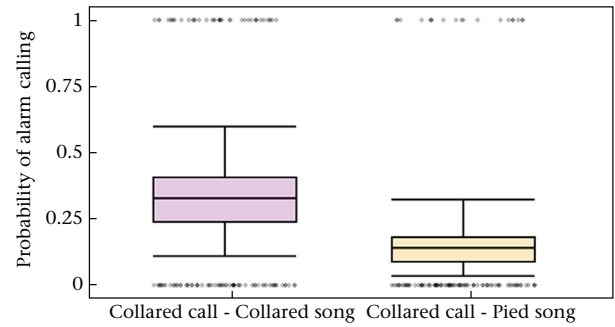 Probability of alarm calling
1
0.75
0.5
0.25
0
Collared call - Collared song
Collared call - Pied song